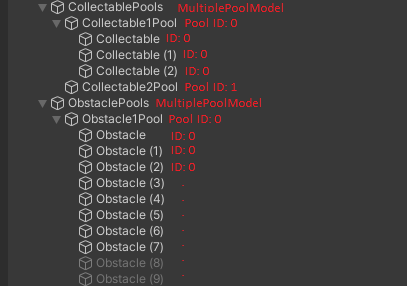 CollectablePools MultiplePoolModel
Collectable1Pool Pool ID: 0
Collectable ID: 0
Collectable (1) ID: 0
Collectable (2) ID: 0
Collectable2Pool Pool ID: 1
ObstaclePools MultiplePoolModel
Obstacle1Pool Pool ID: 0
Obstacle ID: 0
Obstacle (1) ID: 0
Obstacle (2) ID: 0
Obstacle (3) .
Obstacle (4) .
Obstacle (5) .
Obstacle (6) .
Obstacle (7) .
Obstacle (8)
Obstacle (9)